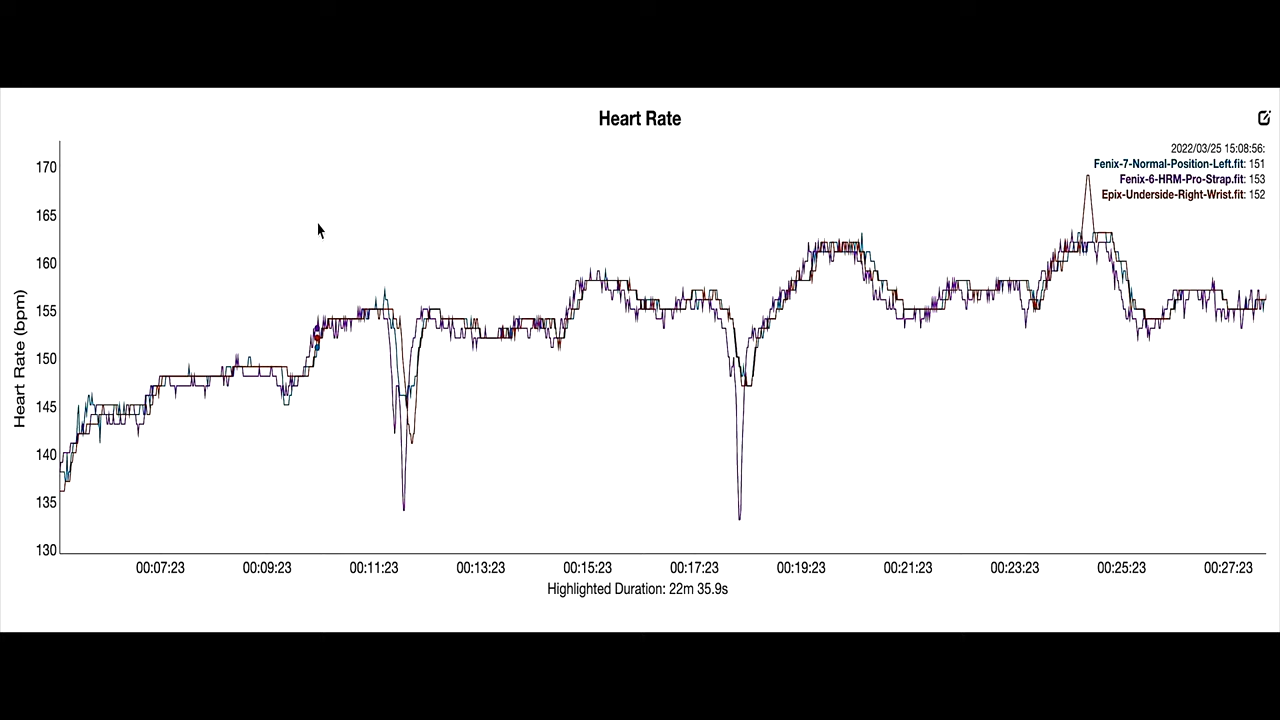 Heart Rate
2022/03/25 15:08:56:
Fenix-7-Normal-Position-Left.fit: 151
Fenix-6-HRM-Pro-Strap.fit: 153
Epix-Underside-Right-Wrist.fit: 152
Heart Rate (bpm)
170
165
160
155
150
145
140
135
130
00:07:23 00:09:23 00:11:23 00:13:23 00:15:23 00:17:23 00:19:23 00:21:23 00:23:23 00:25:23 00:27:23
Highlighted Duration: 22m 35.9s